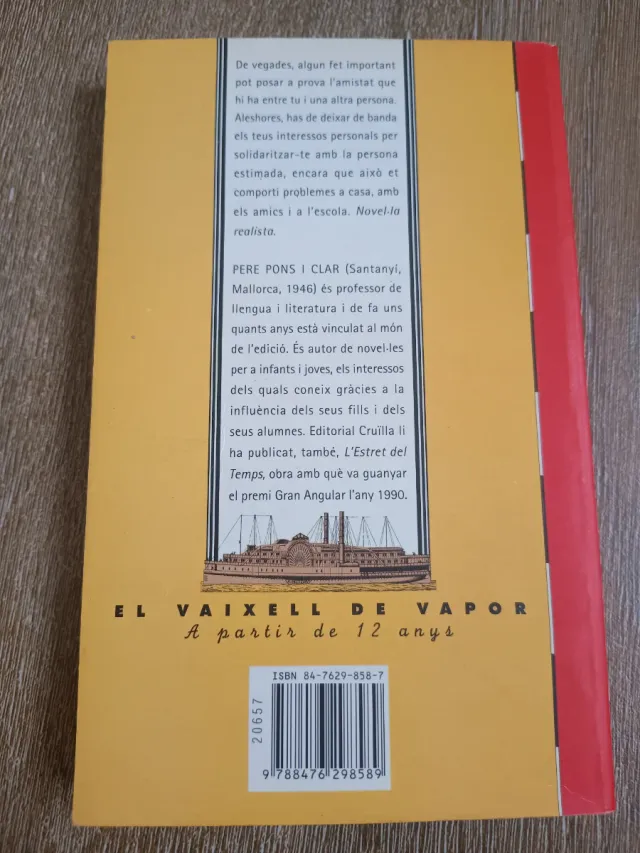 De vegades, algun fet important
pot posar a prova l'amistat que
hi ha entre tu i una altra persona.
Aleshores, has de deixar de banda
els teus interessos personals per
solidaritzar-te amb la persona
estimada, encara que això et
comporti problemes a casa, amb
els amics i a l'escola. Novel·la
realista.
PERE PONS I CLAR (Santanyí,
Mallorca, 1946) és professor de
llengua i literatura i de fa uns
quants anys està vinculat al món
de l'edició. És autor de novel·les
per a infants i joves, els interessos
dels quals coneix gràcies a la
influència dels seus fills i dels
seus alumnes. Editorial Cruïlla li
ha publicat, també, L'Estret del
Temps, obra amb què va guanyar
el premi Gran Angular l'any 1990.
EL VAIXELL DE VAPOR
A partir de 12 anys
ISBN 84-7629-858-7
20657
9 788476 298589